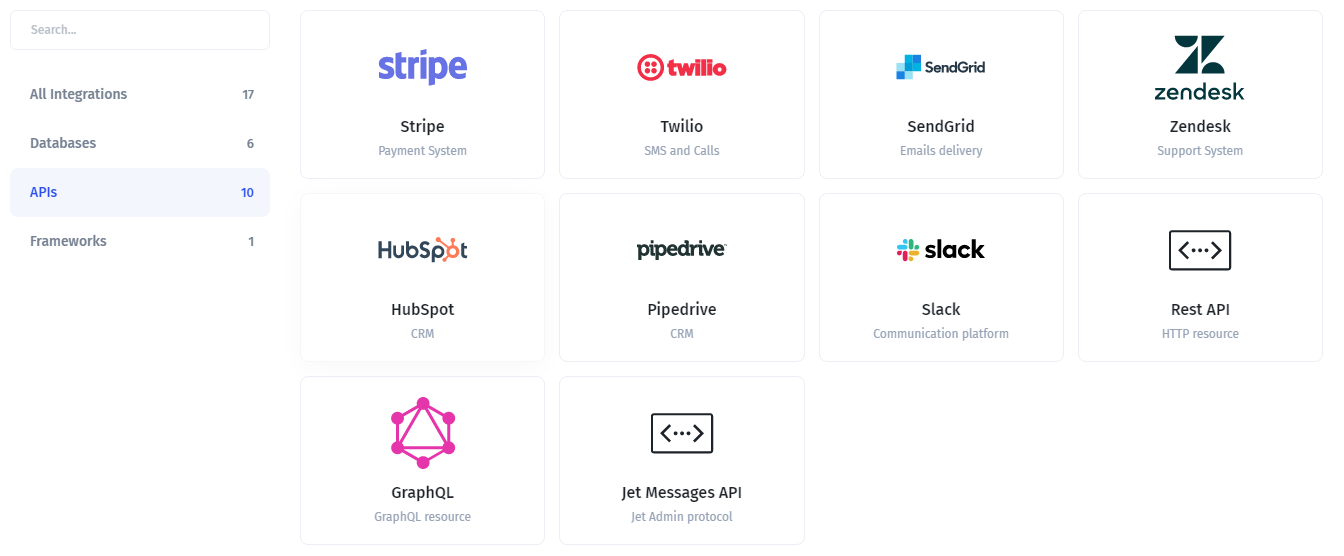 Search...
All Integrations 17
Databases 6
APIs 10
Frameworks 1
stripe
Stripe
Payment System
twilio
Twilio
SMS and Calls
SendGrid
SendGrid
Emails delivery
zendesk
Zendesk
Support System
HubSpot
HubSpot
CRM
pipedrive
Pipedrive
CRM
slack
Slack
Communication platform
Rest API
HTTP resource
GraphQL
GraphQL resource
Jet Messages API
Jet Admin protocol